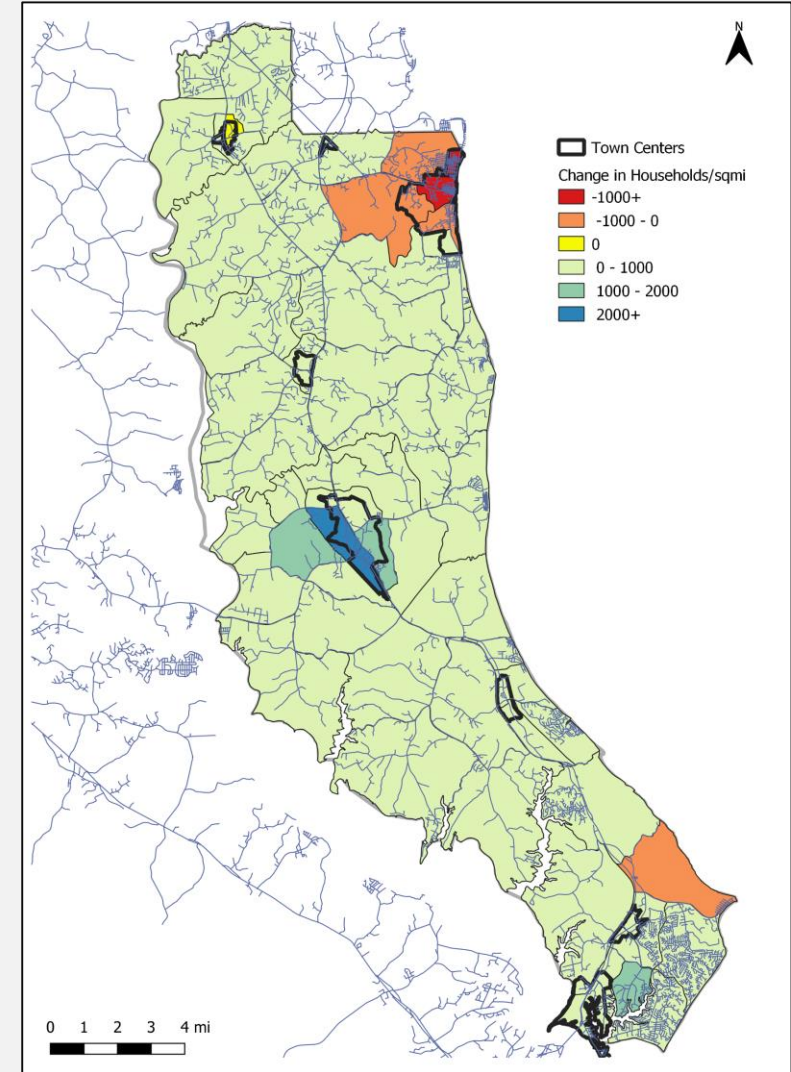 N
Town Centers
Change in Households/sqmi
-1000+
-1000 - 0
0
0 - 1000
1000 - 2000
2000+
0 1 2 3 4 mi